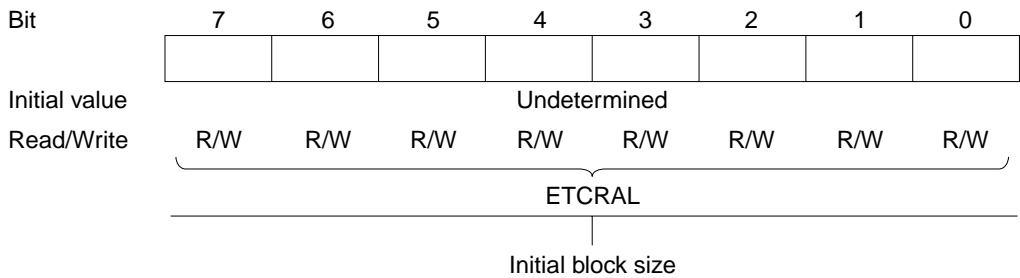 Bit 7 6 5 4 3 2 1 0
Initial value Undetermined
Read/Write R/W R/W R/W R/W R/W R/W R/W R/W
ETCRAL
Initial block size